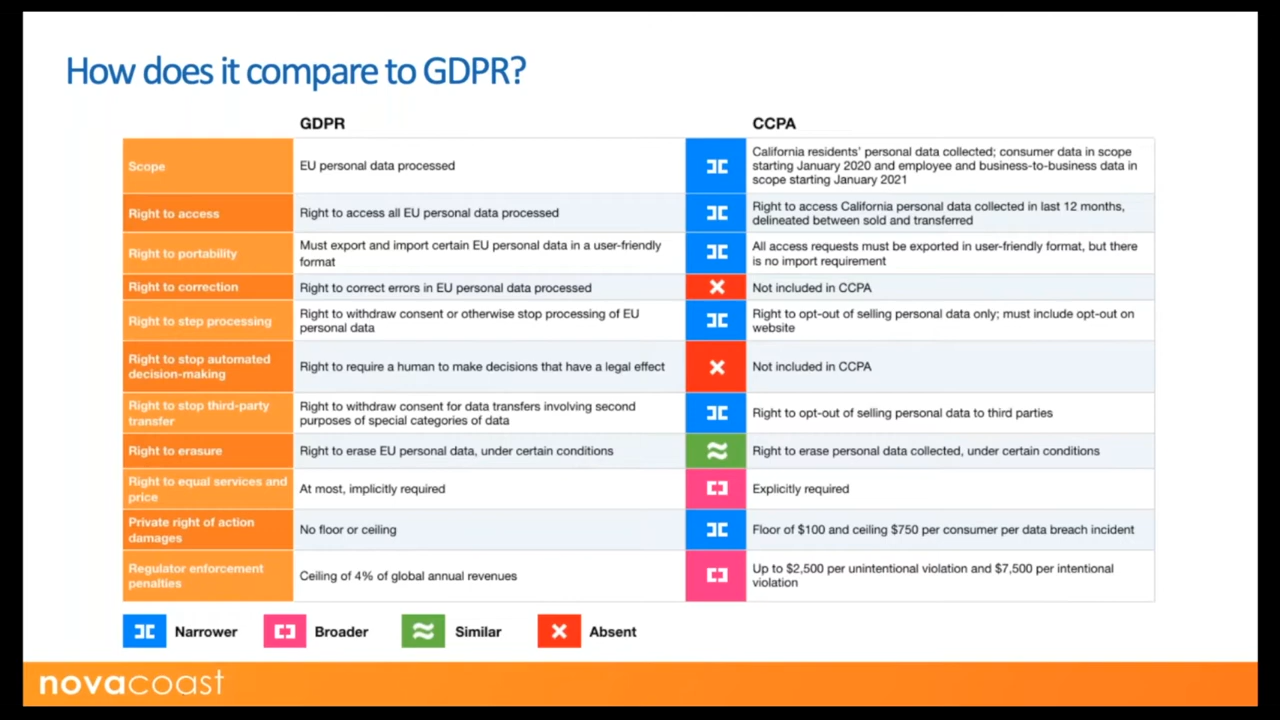 How does it compare to GDPR?
GDPR
CCPA
Scope
EU personal data processed
California residents' personal data collected; consumer data in scope
starting January 2020 and employee and business-to-business data in
scope starting January 2021
Right to access
Right to access all EU personal data processed
Right to access California personal data collected in last 12 months,
delineated between sold and transferred
Right to portability
Must export and import certain EU personal data in a user-friendly
format
All access requests must be exported in user-friendly format, but there
is no import requirement
Right to correction
Right to correct errors in EU personal data processed
Not included in CCPA
Right to step processing
Right to withdraw consent or otherwise stop processing of EU
personal data
Right to opt-out of selling personal data only; must include opt-out on
website
Right to stop automated
decision-making
Right to require a human to make decisions that have a legal effect
Not included in CCPA
Right to stop third-party
transfer
Right to withdraw consent for data transfers involving second
purposes of special categories of data
Right to opt-out of selling personal data to third parties
Right to erasure
Right to erase EU personal data, under certain conditions
Right to erase personal data collected, under certain conditions
Right to equal services and
price
At most, implicitly required
Explicitly required
Private right of action
damages
No floor or ceiling
Floor of $100 and ceiling $750 per consumer per data breach incident
Regulator enforcement
penalties
Ceiling of 4% of global annual revenues
Up to $2,500 per unintentional violation and $7,500 per intentional
violation
Narrower
Broader
Similar
Absent
novacoast